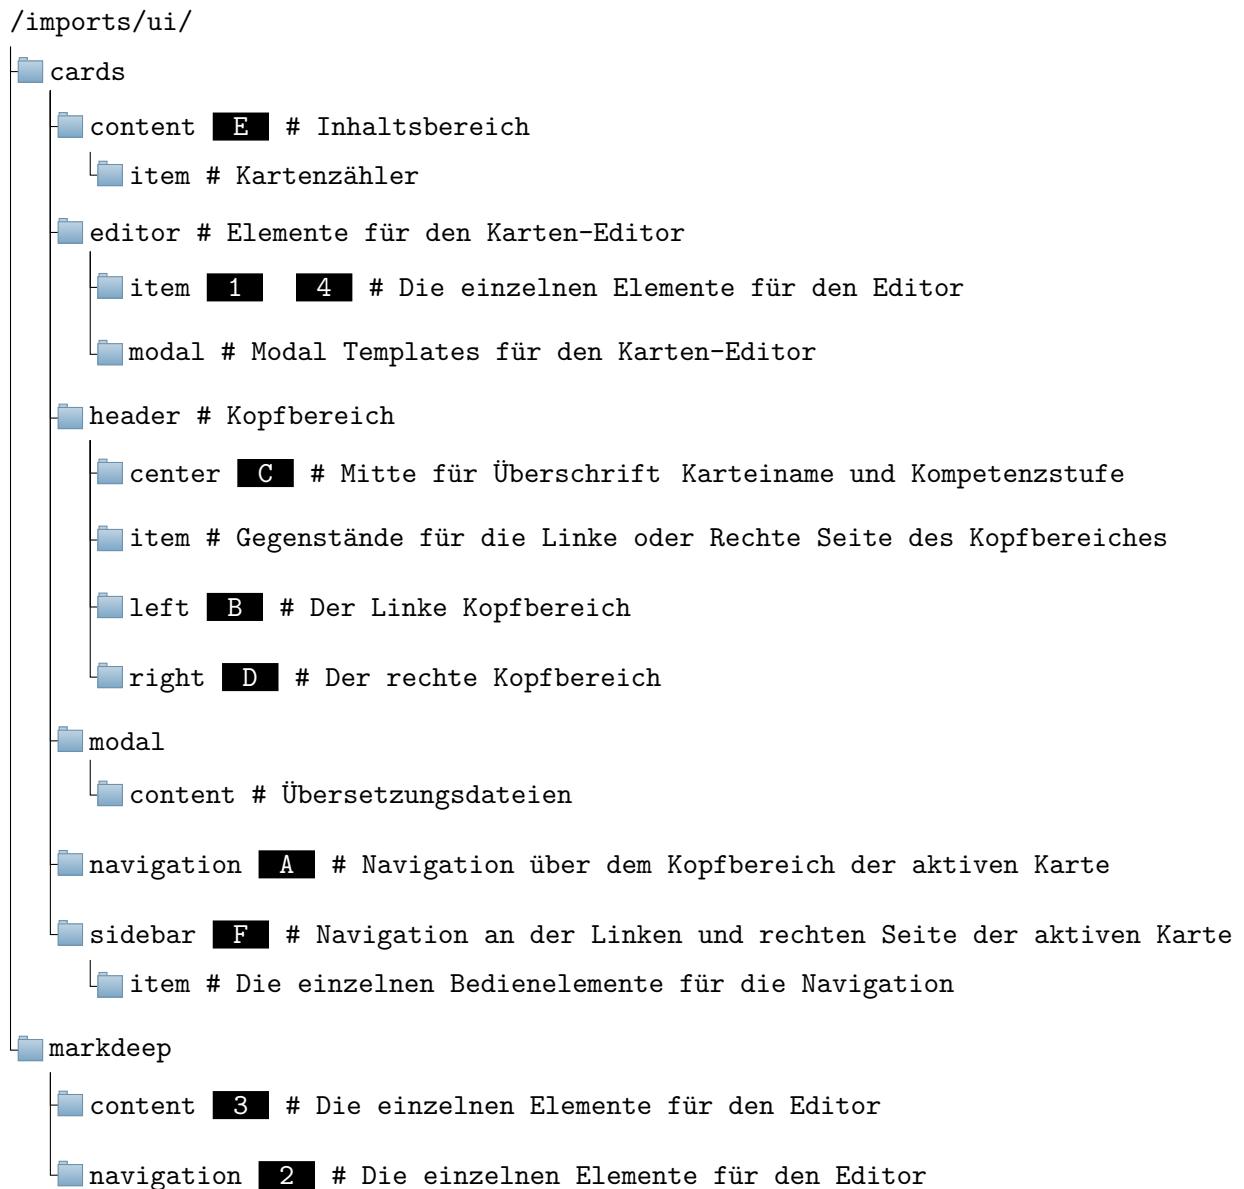 /imports/ui/
cards
content E # Inhaltsbereich
item # Kartenzähler
editor # Elemente für den Karten-Editor
item 1 4 # Die einzelnen Elemente für den Editor
modal # Modal Templates für den Karten-Editor
header # Kopfbereich
center C # Mitte für Überschrift Karteiname und Kompetenzstufe
item # Gegenstände für die Linke oder Rechte Seite des Kopfbereiches
left B # Der Linke Kopfbereich
right D # Der rechte Kopfbereich
modal
content # Übersetzungsdateien
navigation A # Navigation über dem Kopfbereich der aktiven Karte
sidebar F # Navigation an der Linken und rechten Seite der aktiven Karte
item # Die einzelnen Bedienelemente für die Navigation
markdeep
content 3 # Die einzelnen Elemente für den Editor
navigation 2 # Die einzelnen Elemente für den Editor